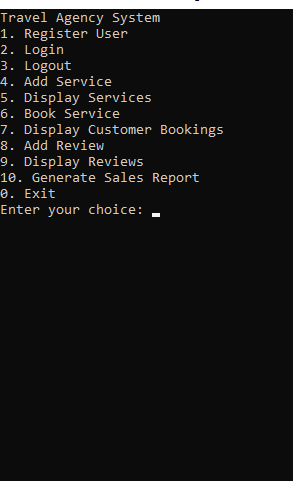 Travel Agency System
1. Register User
2. Login
3. Logout
4. Add Service
5. Display Services
6. Book Service
7. Display Customer Bookings
8. Add Review
9. Display Reviews
10. Generate Sales Report
0. Exit
Enter your choice: